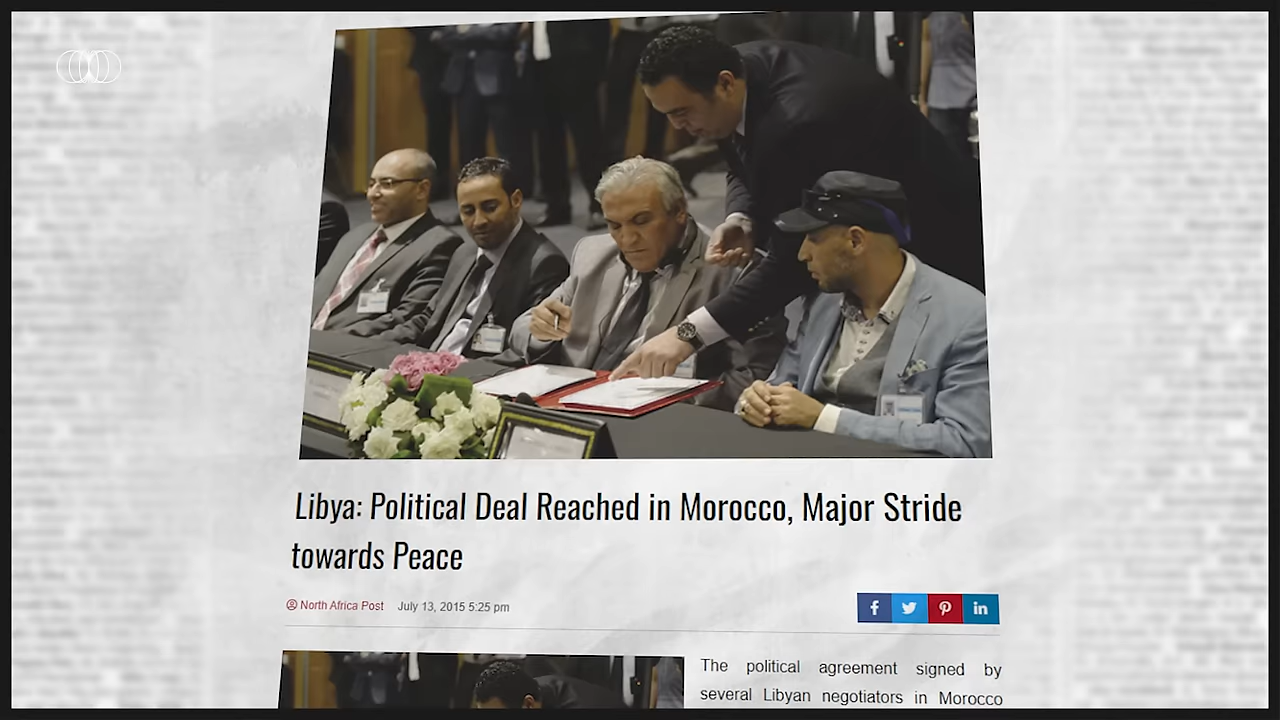 Libya: Political Deal Reached in Morocco, Major Stride
towards Peace
North Africa Post July 13, 2015 5:25 pm
The political agreement signed by
several Libyan negotiators in Morocco